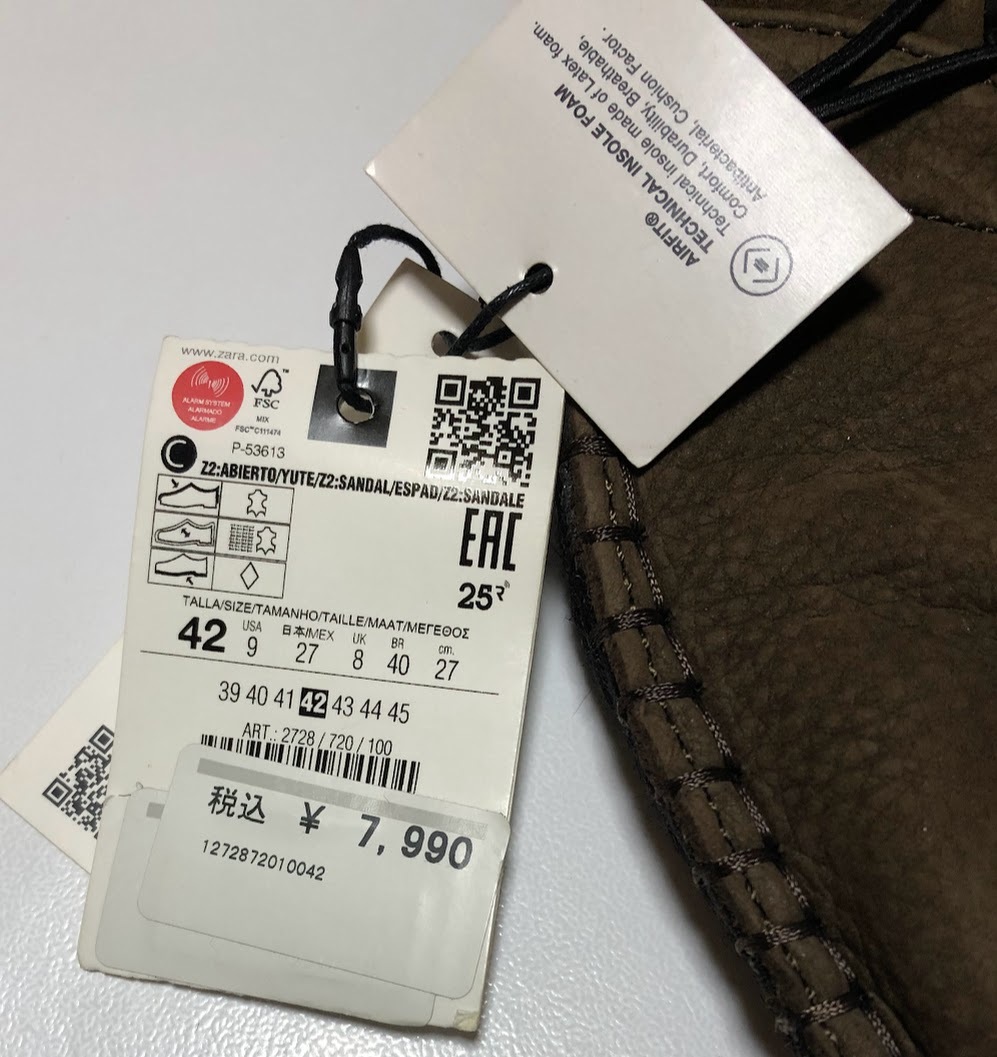 AIRFIT®
TECHNICAL INSOLE FOAM
Technical insole made of Latex foam.
Comfort, Durability, Breathable,
Antibacterial, Cushion Factor.
www.zara.com
ALARM SYSTEM
ALARMADO
ALARME
FSC™
MIX
FSC™ C111474
P-53613
C
Z2:ABIERTO/YUTE/Z2:SANDAL/ESPAD/Z2:SANDALE
EAC
25
TALLA/SIZE/TAMANHO/TAILLE/MAAT/ΜΕΓΕΘΟΣ
42 USA 9 日本/MEX 27 UK 8 BR 40 cm. 27
39 40 41 42 43 44 45
ART.: 2728 / 720 / 100
税込 ¥ 7,990
1272872010042